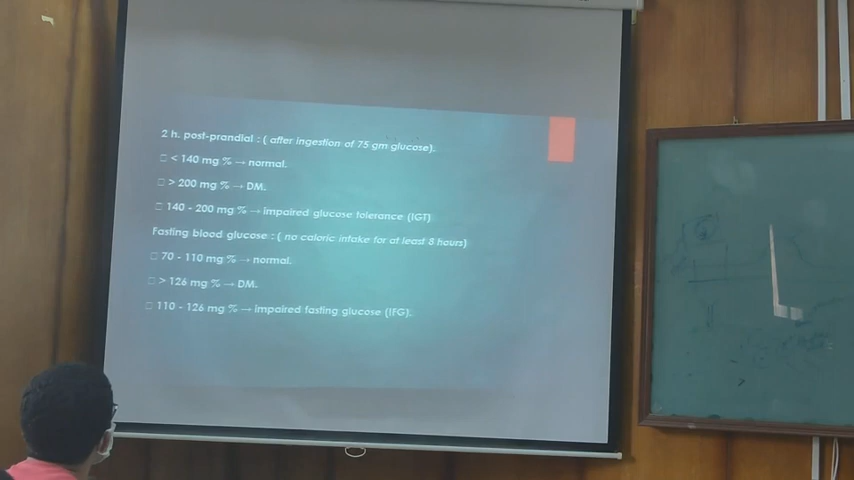 2 h. post-prandial : ( after ingestion of 75 gm glucose).
□ < 140 mg % → normal.
□ > 200 mg % → DM.
□ 140 - 200 mg % → impaired glucose tolerance (IGT)
Fasting blood glucose : ( no caloric intake for at least 8 hours)
□ 70 - 110 mg % → normal.
□ > 126 mg % → DM.
□ 110 - 126 mg % → impaired fasting glucose (IFG).